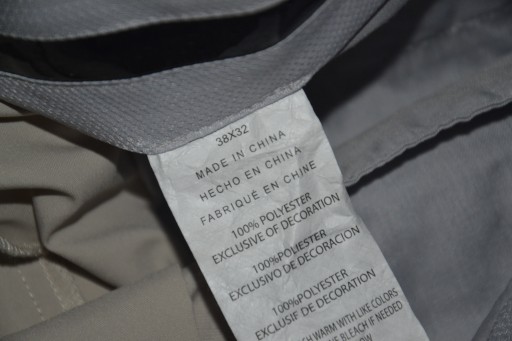 38X32
MADE IN CHINA
HECHO EN CHINA
FABRIQUÉ EN CHINE
100% POLYESTER
EXCLUSIVE OF DECORATION
100%POLIESTER
EXCLUSIVO DE DECORACION
100%POLYESTER
EXCLUSIF DE DECORATION
WARM WITH LIKE COLORS
BLEACH IF NEEDED